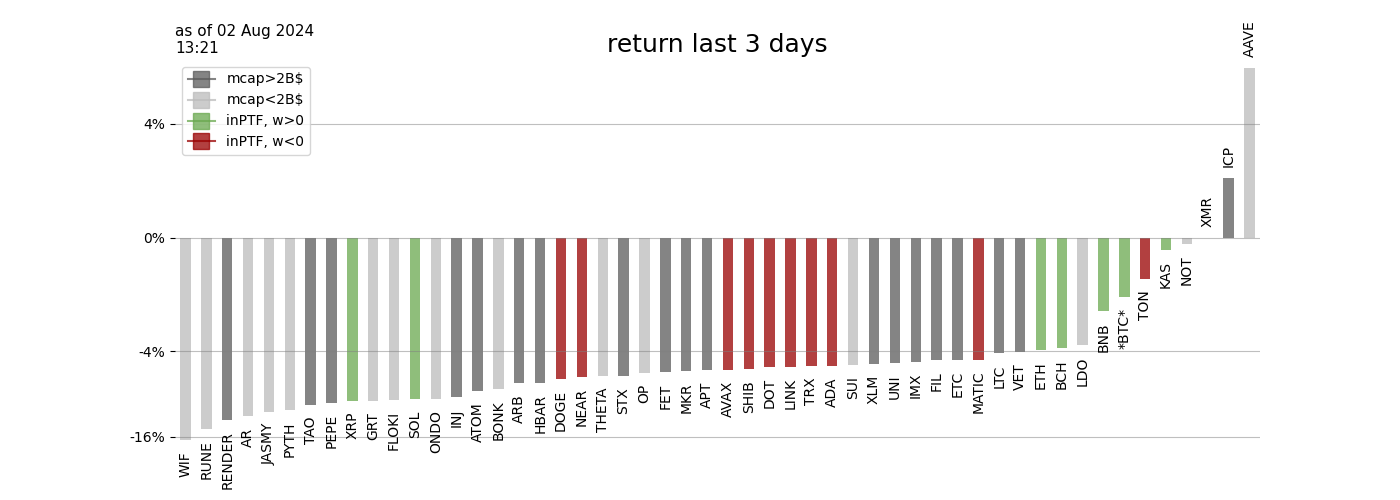 as of 02 Aug 2024
13:21
return last 3 days
mcap>2B$
mcap<2B$
inPTF, w>0
inPTF, w<0
4%
0%
-4%
-16%
WIF
RUNE
RENDER
AR
JASMY
PYTH
TAO
PEPE
XRP
GRT
FLOKI
SOL
ONDO
INJ
ATOM
BONK
ARB
HBAR
DOGE
NEAR
THETA
STX
OP
FET
MKR
APT
AVAX
SHIB
DOT
LINK
TRX
ADA
SUI
XLM
UNI
IMX
FIL
ETC
MATIC
LTC
VET
ETH
BCH
LDO
BNB
*BTC*
TON
KAS
NOT
XMR
ICP
AAVE